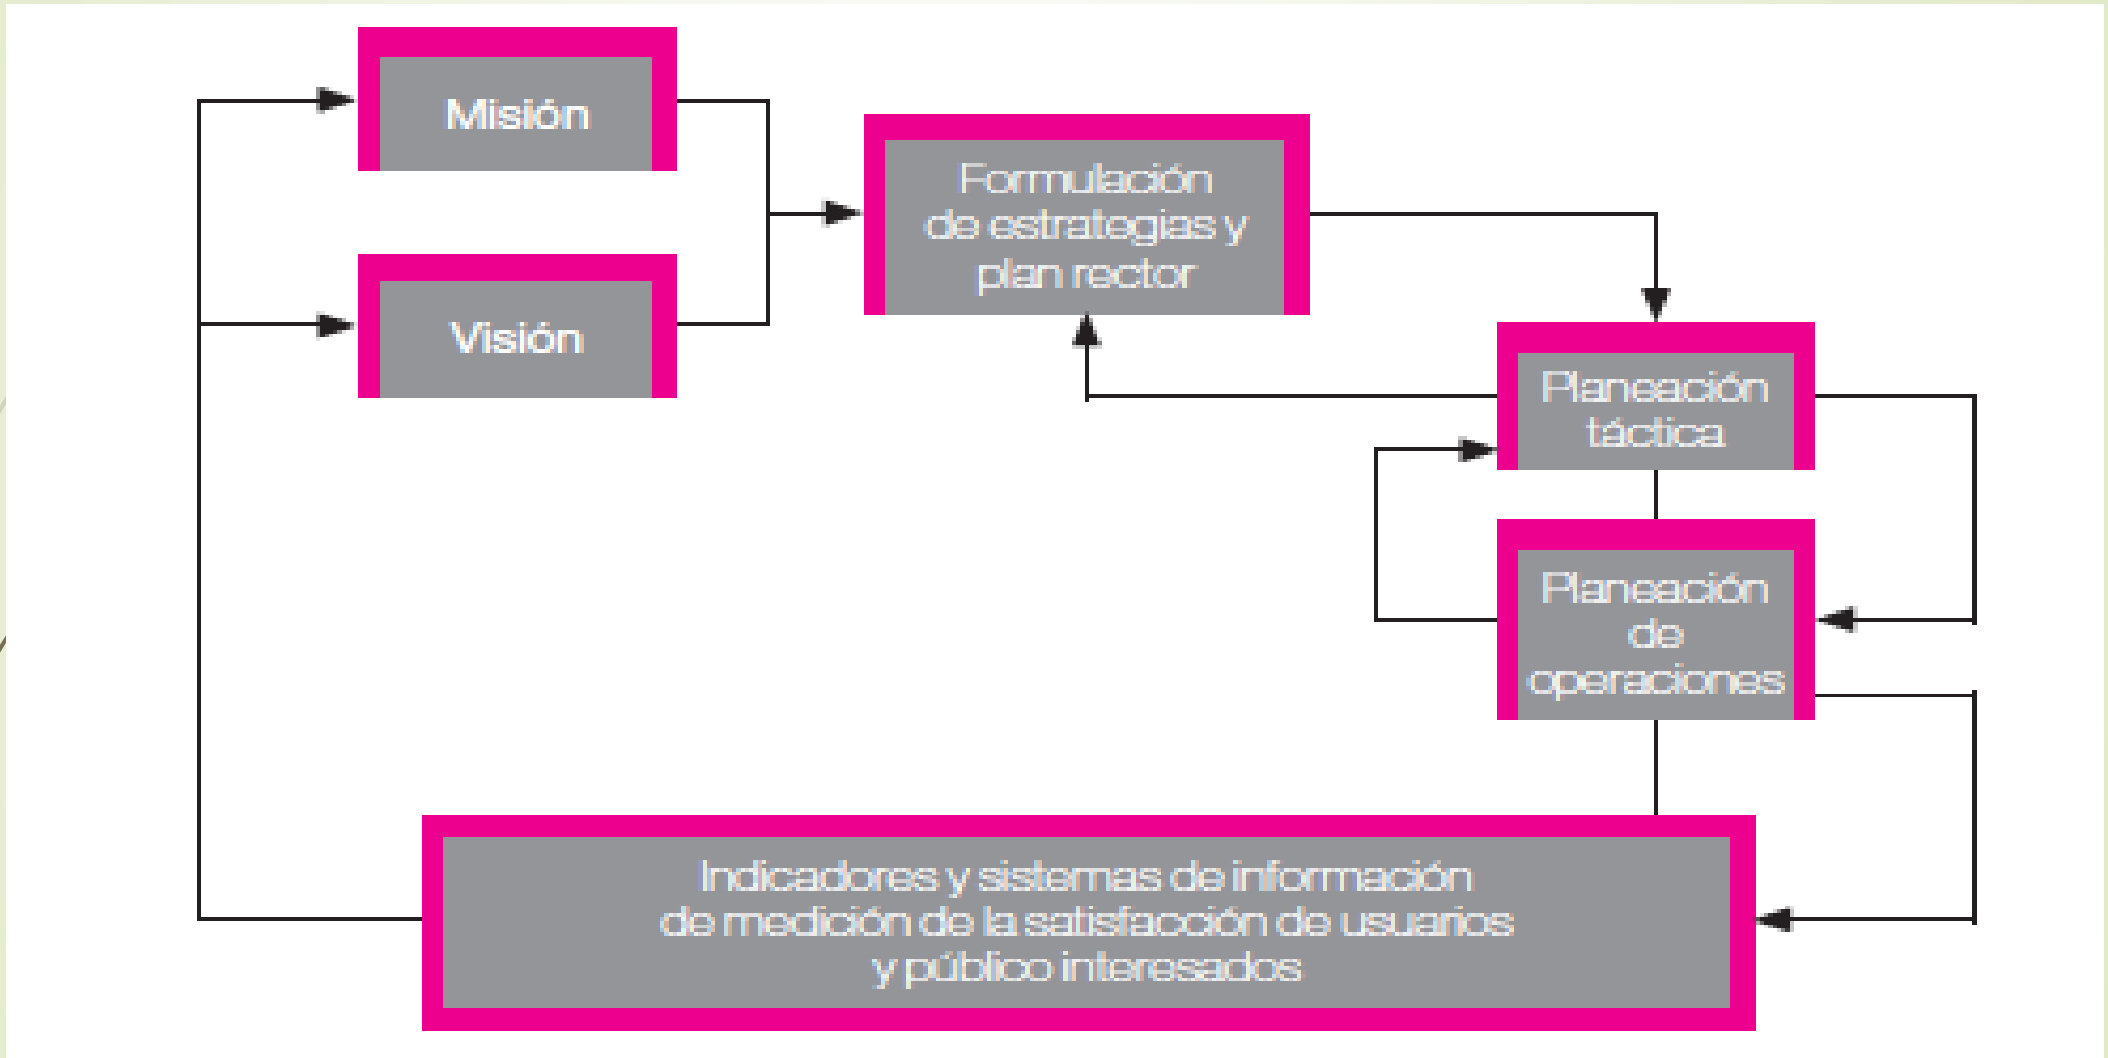 Misión
Visión
Formulación
de estrategias y
plan rector
Planeación
táctica
Planeación
de
operaciones
Indicadores y sistemas de información
de medición de la satisfacción de usuarios
y público interesados